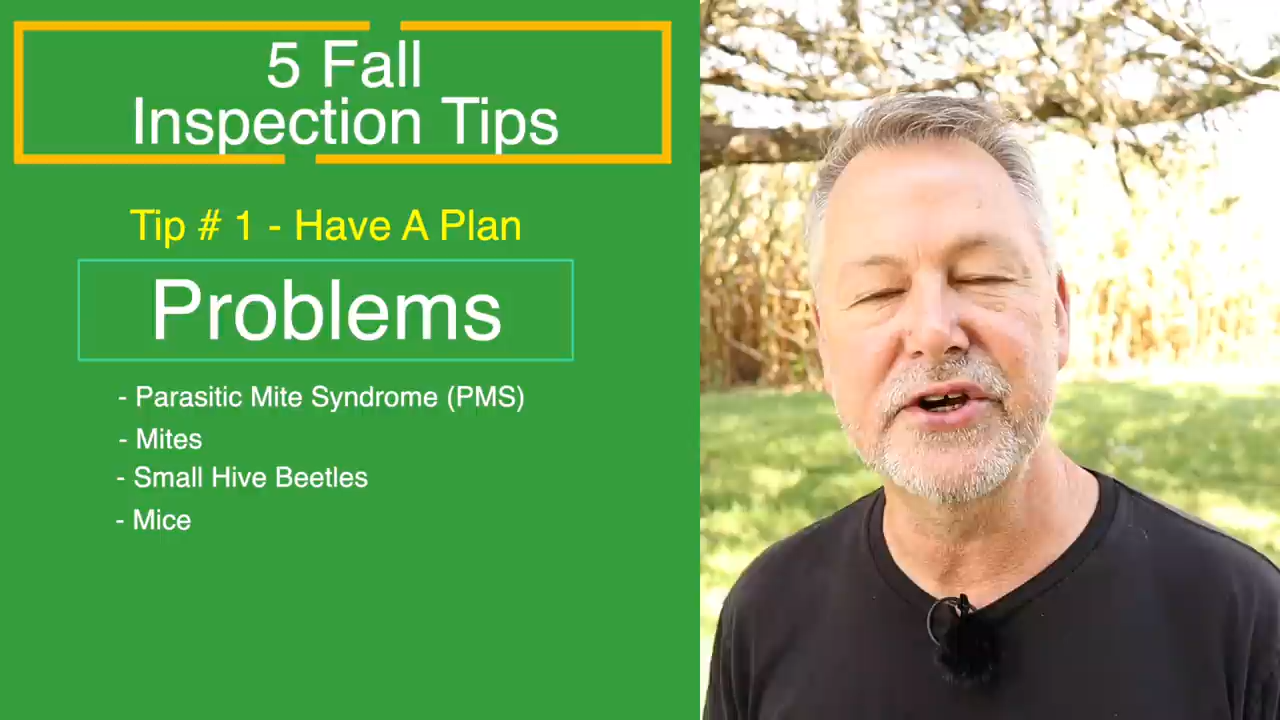 5 Fall
Inspection Tips
Tip # 1 - Have A Plan
Problems
- Parasitic Mite Syndrome (PMS)
- Mites
- Small Hive Beetles
- Mice